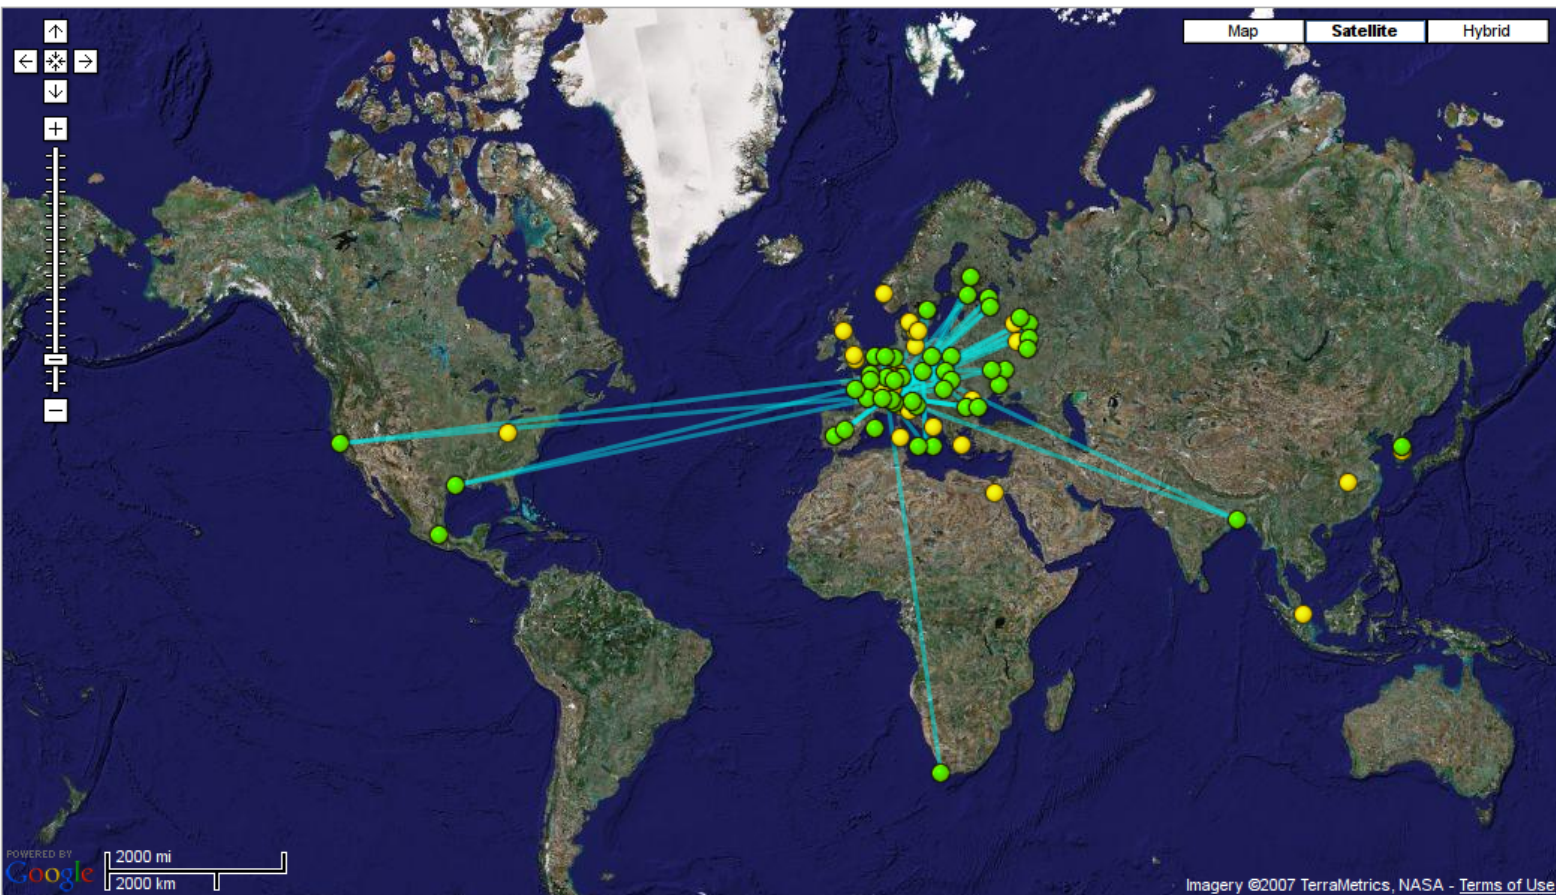 Map
Satellite
Hybrid
POWERED BY
Google
2000 mi
2000 km
Imagery ©2007 TerraMetrics, NASA - Terms of Use